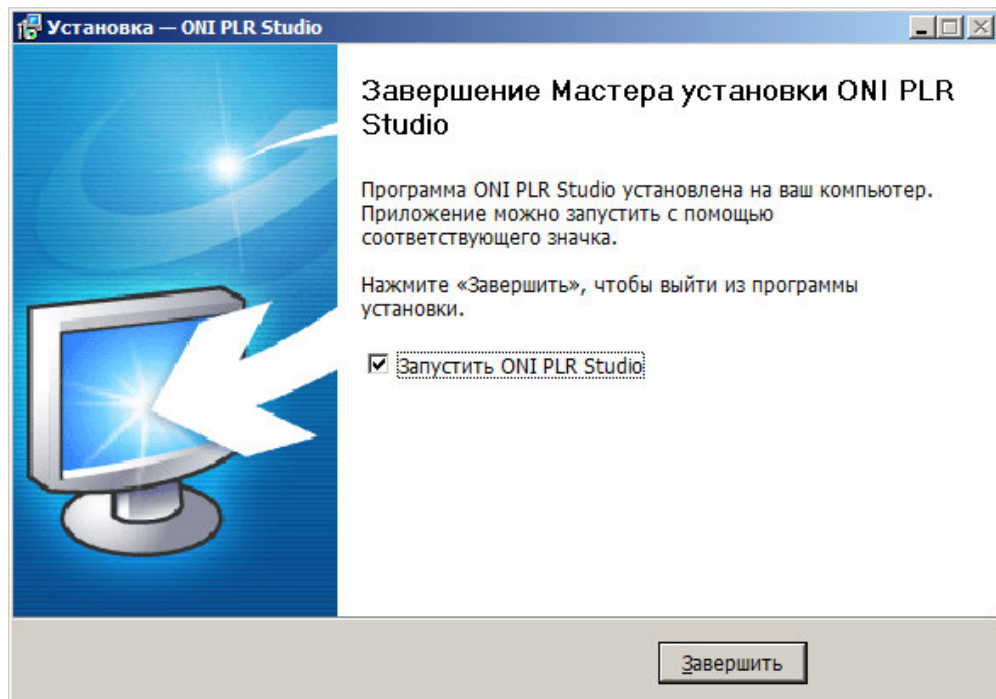 Установка — ONI PLR Studio
Завершение Мастера установки ONI PLR
Studio
Программа ONI PLR Studio установлена на ваш компьютер.
Приложение можно запустить с помощью
соответствующего значка.
Нажмите «Завершить», чтобы выйти из программы
установки.
Запустить ONI PLR Studio
Завершить